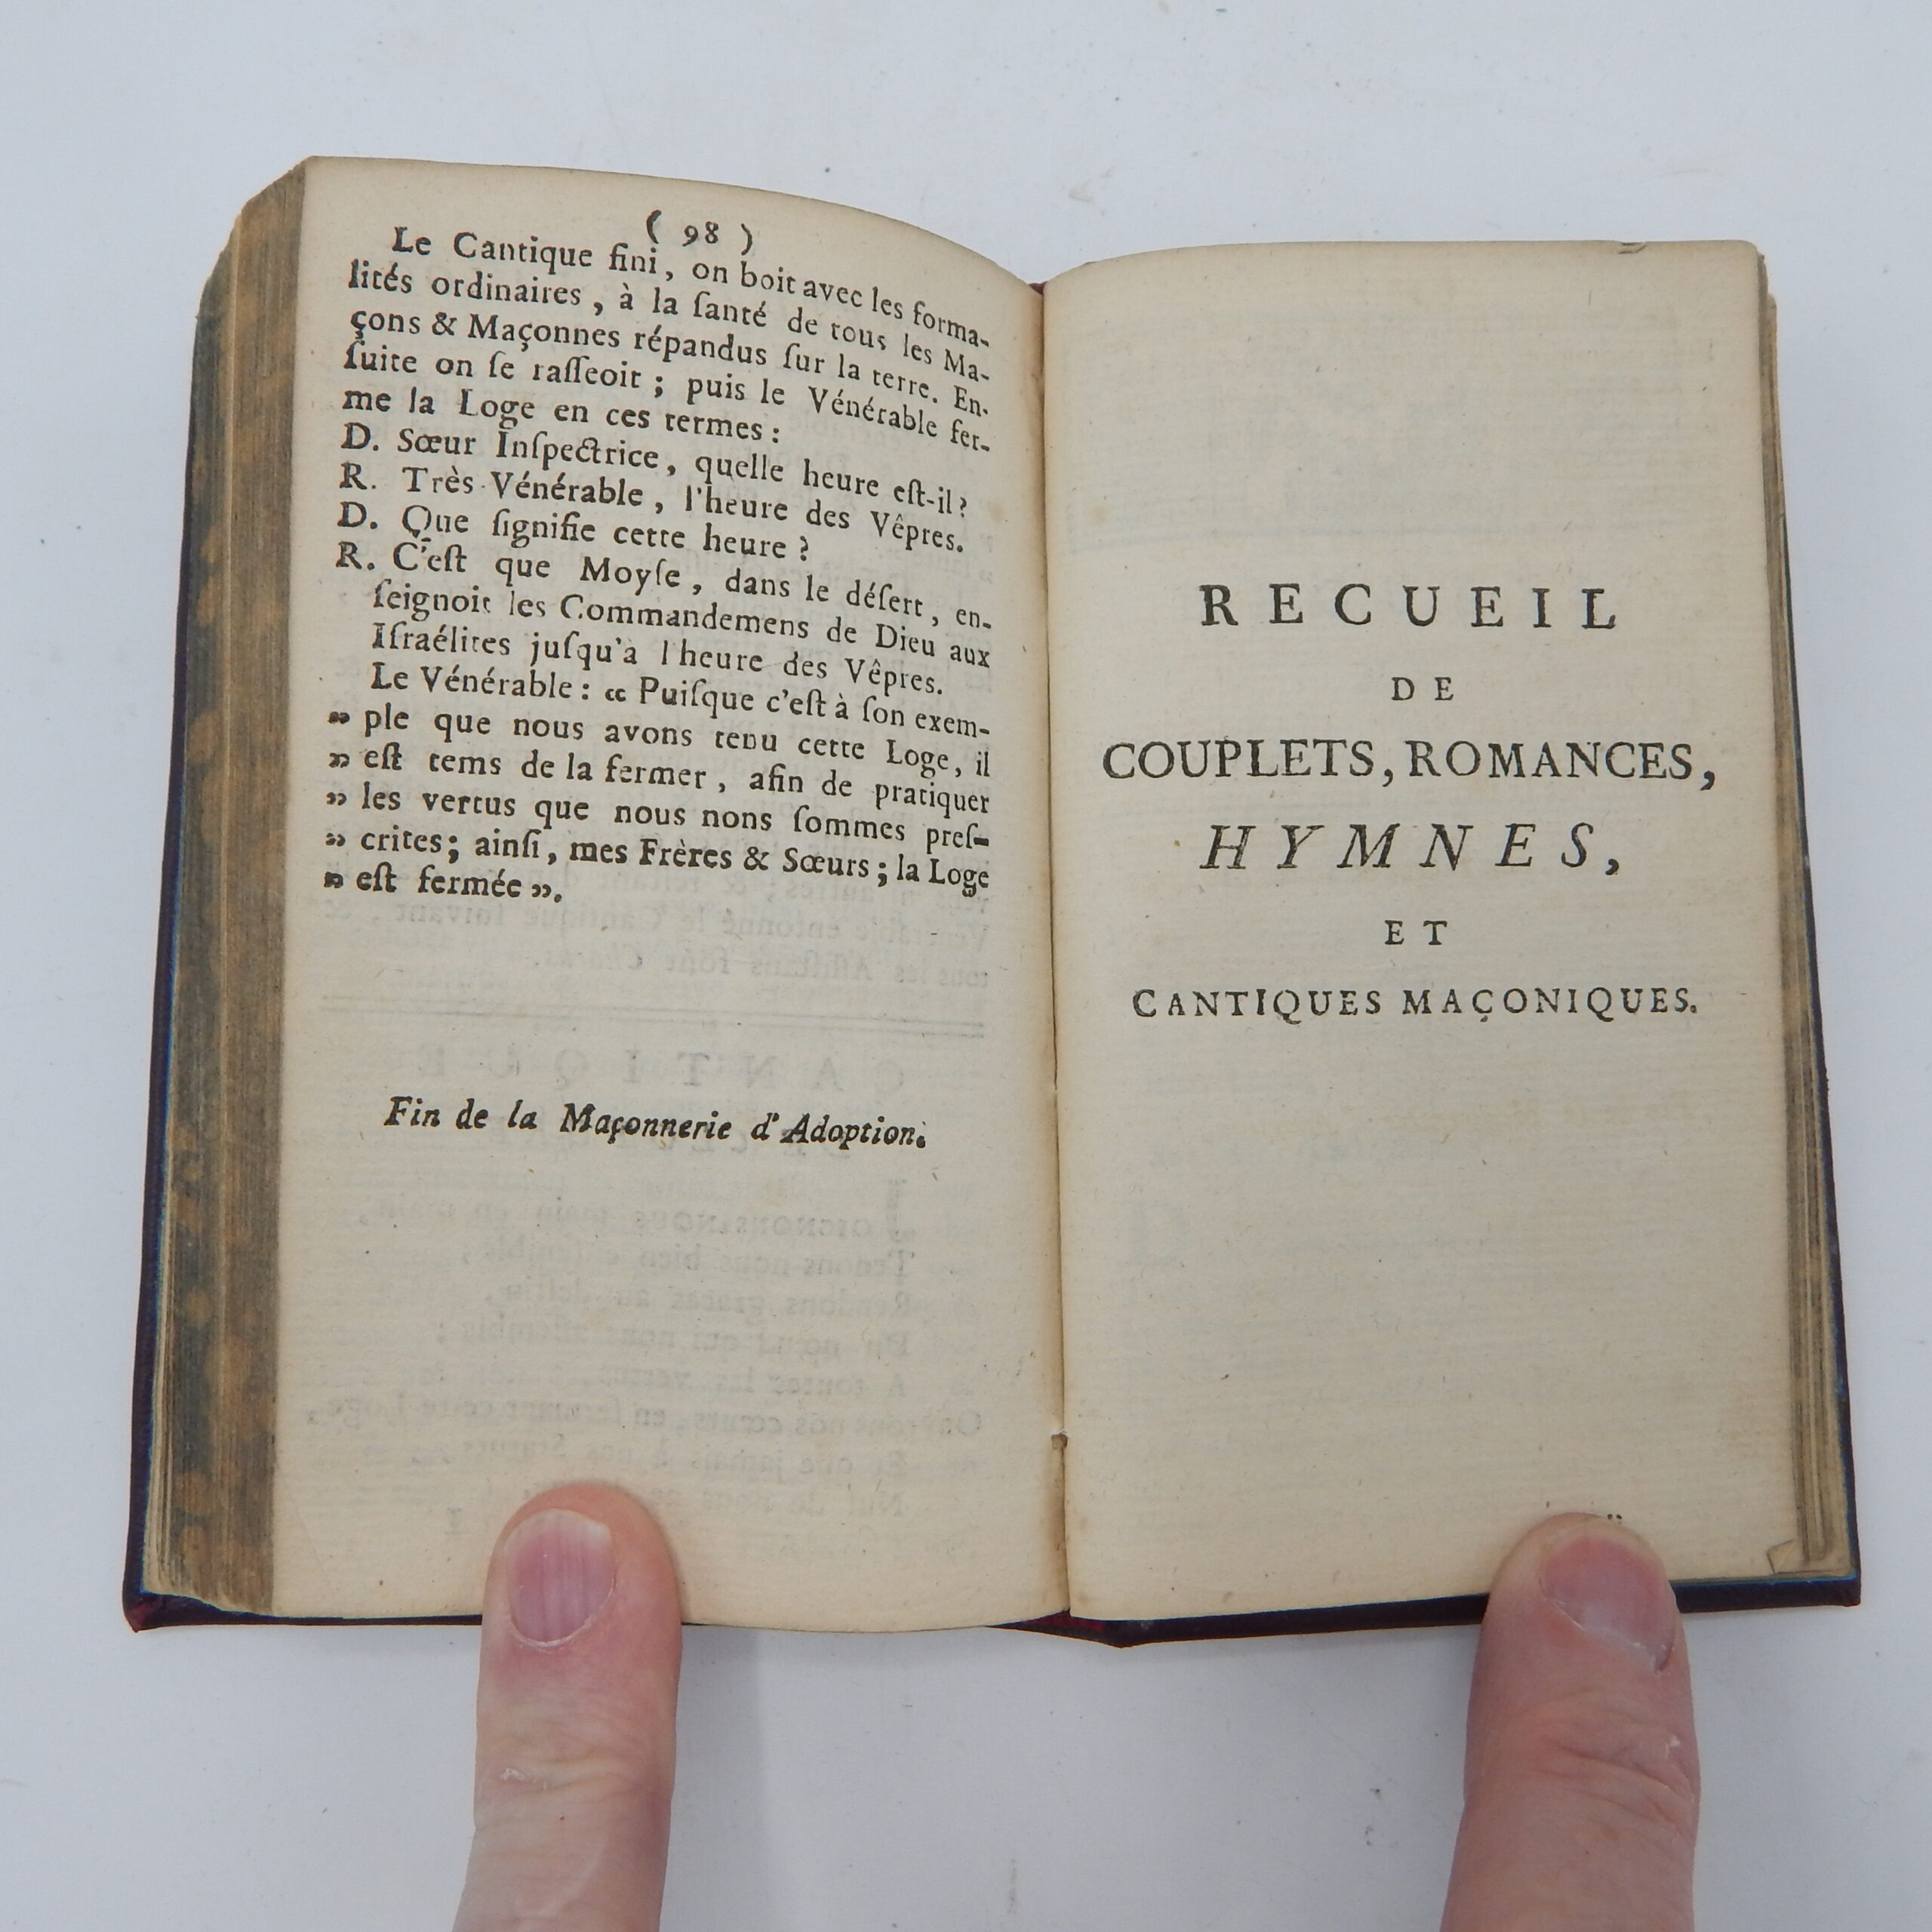 ( 98 )
Le Cantique fini, on boit avec les forma-
lités ordinaires, à la ſanté de tous les Ma-
çons & Maçonnes répandus ſur la terre. En-
ſuite on ſe raſſeoit ; puis le Vénérable fer-
me la Loge en ces termes :
D. Sœur Inſpectrice, quelle heure eſt-il ?
R. Très Vénérable, l'heure des Vêpres.
D. Que ſignifie cette heure ?
R. C'eſt que Moyſe, dans le déſert, en-
ſeignoit les Commandemens de Dieu aux
Iſraélites juſqu'à l'heure des Vêpres.
Le Vénérable : « Puiſque c'eſt à ſon exem-
» ple que nous avons tenu cette Loge, il
» eſt tems de la fermer, afin de pratiquer
» les vertus que nous nons ſommes preſ-
» crites ; ainſi, mes Frères & Sœurs ; la Loge
» eſt fermée ».
Fin de la Maçonnerie d'Adoption.
RECUEIL
DE
COUPLETS, ROMANCES,
HYMNES,
ET
CANTIQUES MAÇONIQUES.